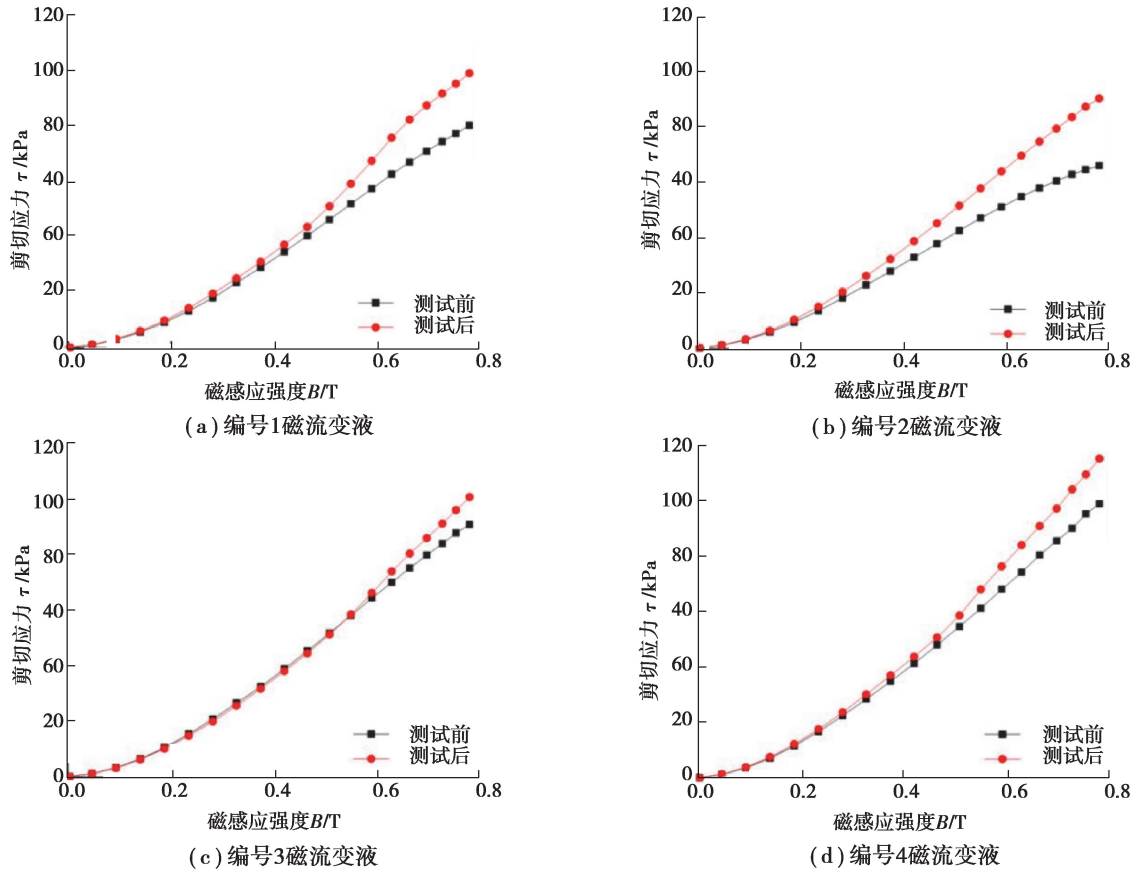 120
100
80
40
60
20
0
剪切应力 τ /kPa
测试前
测试后
0.0 0.2 0.4 0.6 0.8
磁感应强度B/T
(a)编号1磁流变液
120
100
80
40
60
20
0
剪切应力 τ /kPa
测试前
测试后
0.0 0.2 0.4 0.6 0.8
磁感应强度B/T
(b)编号2磁流变液
120
100
80
40
60
20
0
剪切应力 τ /kPa
测试前
测试后
0.0 0.2 0.4 0.6 0.8
磁感应强度B/T
(c)编号3磁流变液
120
100
80
40
60
20
0
剪切应力 τ /kPa
测试前
测试后
0.0 0.2 0.4 0.6 0.8
磁感应强度B/T
(d)编号4磁流变液